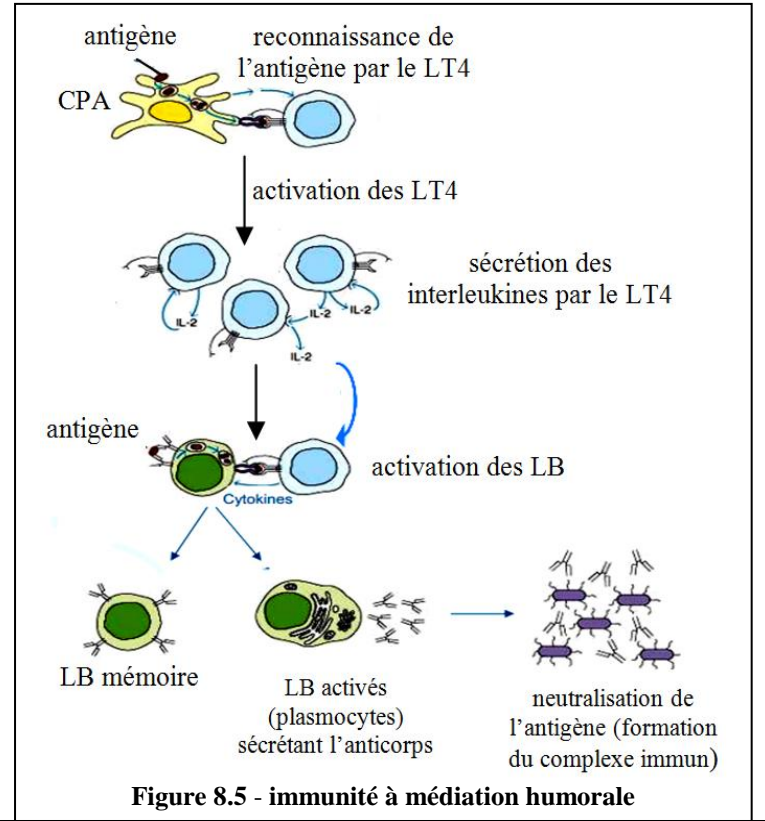 antigène
reconnaissance de
l'antigène par le LT4
CPA
activation des LT4
sécrétion des
interleukines par le LT4
IL-2
IL-2
IL-2
IL-2
antigène
activation des LB
Cytokines
LB mémoire
LB activés
(plasmocytes)
sécrétant l'anticorps
neutralisation de
l'antigène (formation
du complexe immun)
Figure 8.5 - immunité à médiation humorale